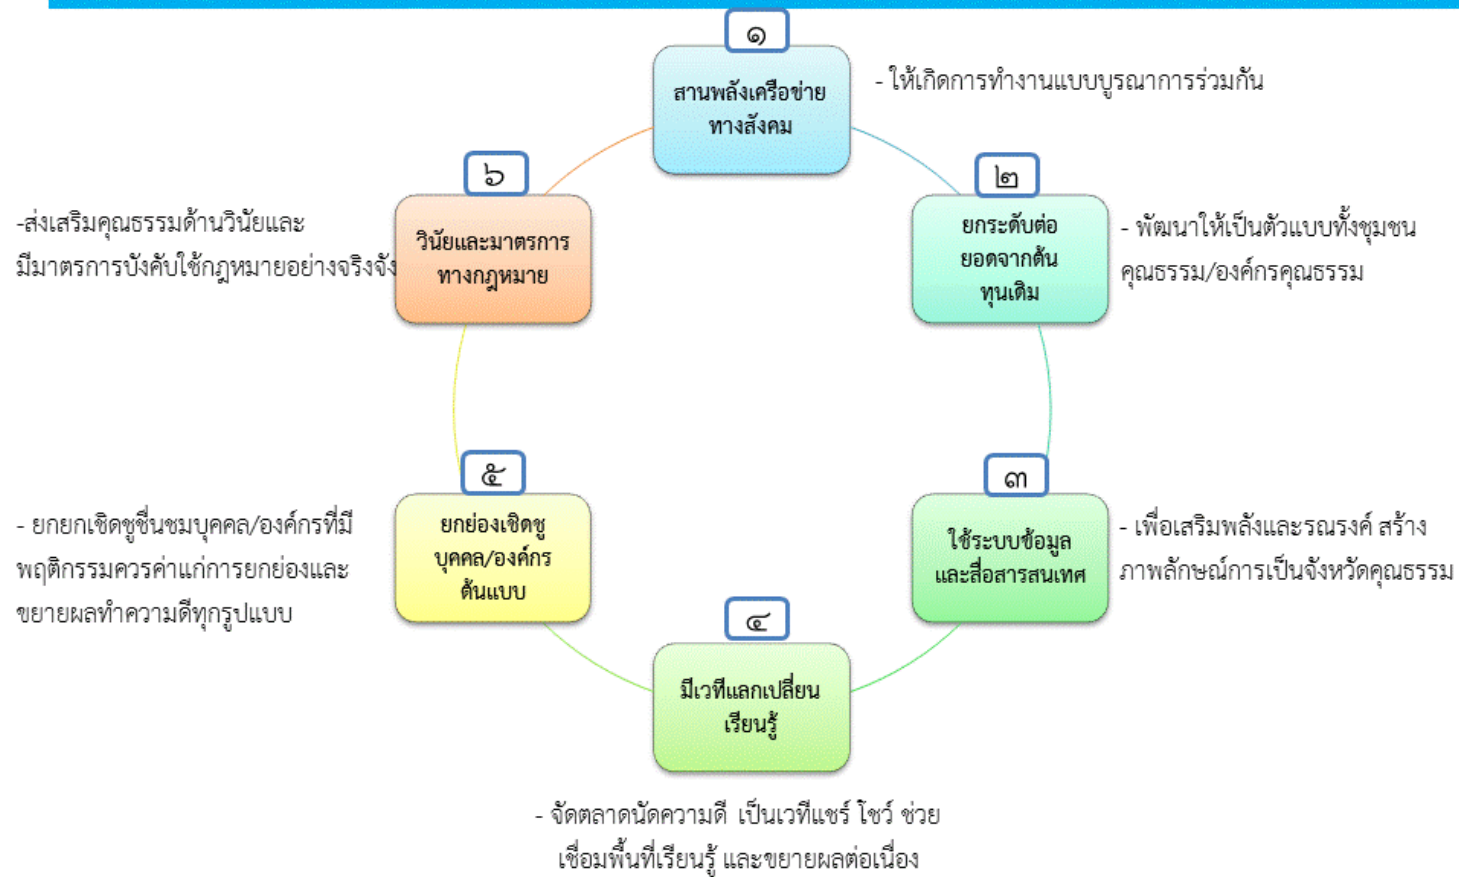 ๑
สานพลังเครือข่าย
ทางสังคม
- ให้เกิดการทำงานแบบบูรณาการร่วมกัน
๒
ยกระดับต่อ
ยอดจากต้น
ทุนเดิม
- พัฒนาให้เป็นตัวแบบทั้งชุมชน
คุณธรรม/องค์กรคุณธรรม
๓
ใช้ระบบข้อมูล
และสื่อสารสนเทศ
- เพื่อเสริมพลังและรณรงค์ สร้าง
ภาพลักษณ์การเป็นจังหวัดคุณธรรม
๔
มีเวทีแลกเปลี่ยน
เรียนรู้
- จัดตลาดนัดความดี เป็นเวทีแชร์ โชว์ ช่วย
เชื่อมพื้นที่เรียนรู้ และขยายผลต่อเนื่อง
๕
ยกย่องเชิดชู
บุคคล/องค์กร
ต้นแบบ
- ยกยกเชิดชูชื่นชมบุคคล/องค์กรที่มี
พฤติกรรมควรค่าแก่การยกย่องและ
ขยายผลทำความดีทุกรูปแบบ
๖
วินัยและมาตรการ
ทางกฎหมาย
-ส่งเสริมคุณธรรมด้านวินัยและ
มีมาตรการบังคับใช้กฎหมายอย่างจริงจัง